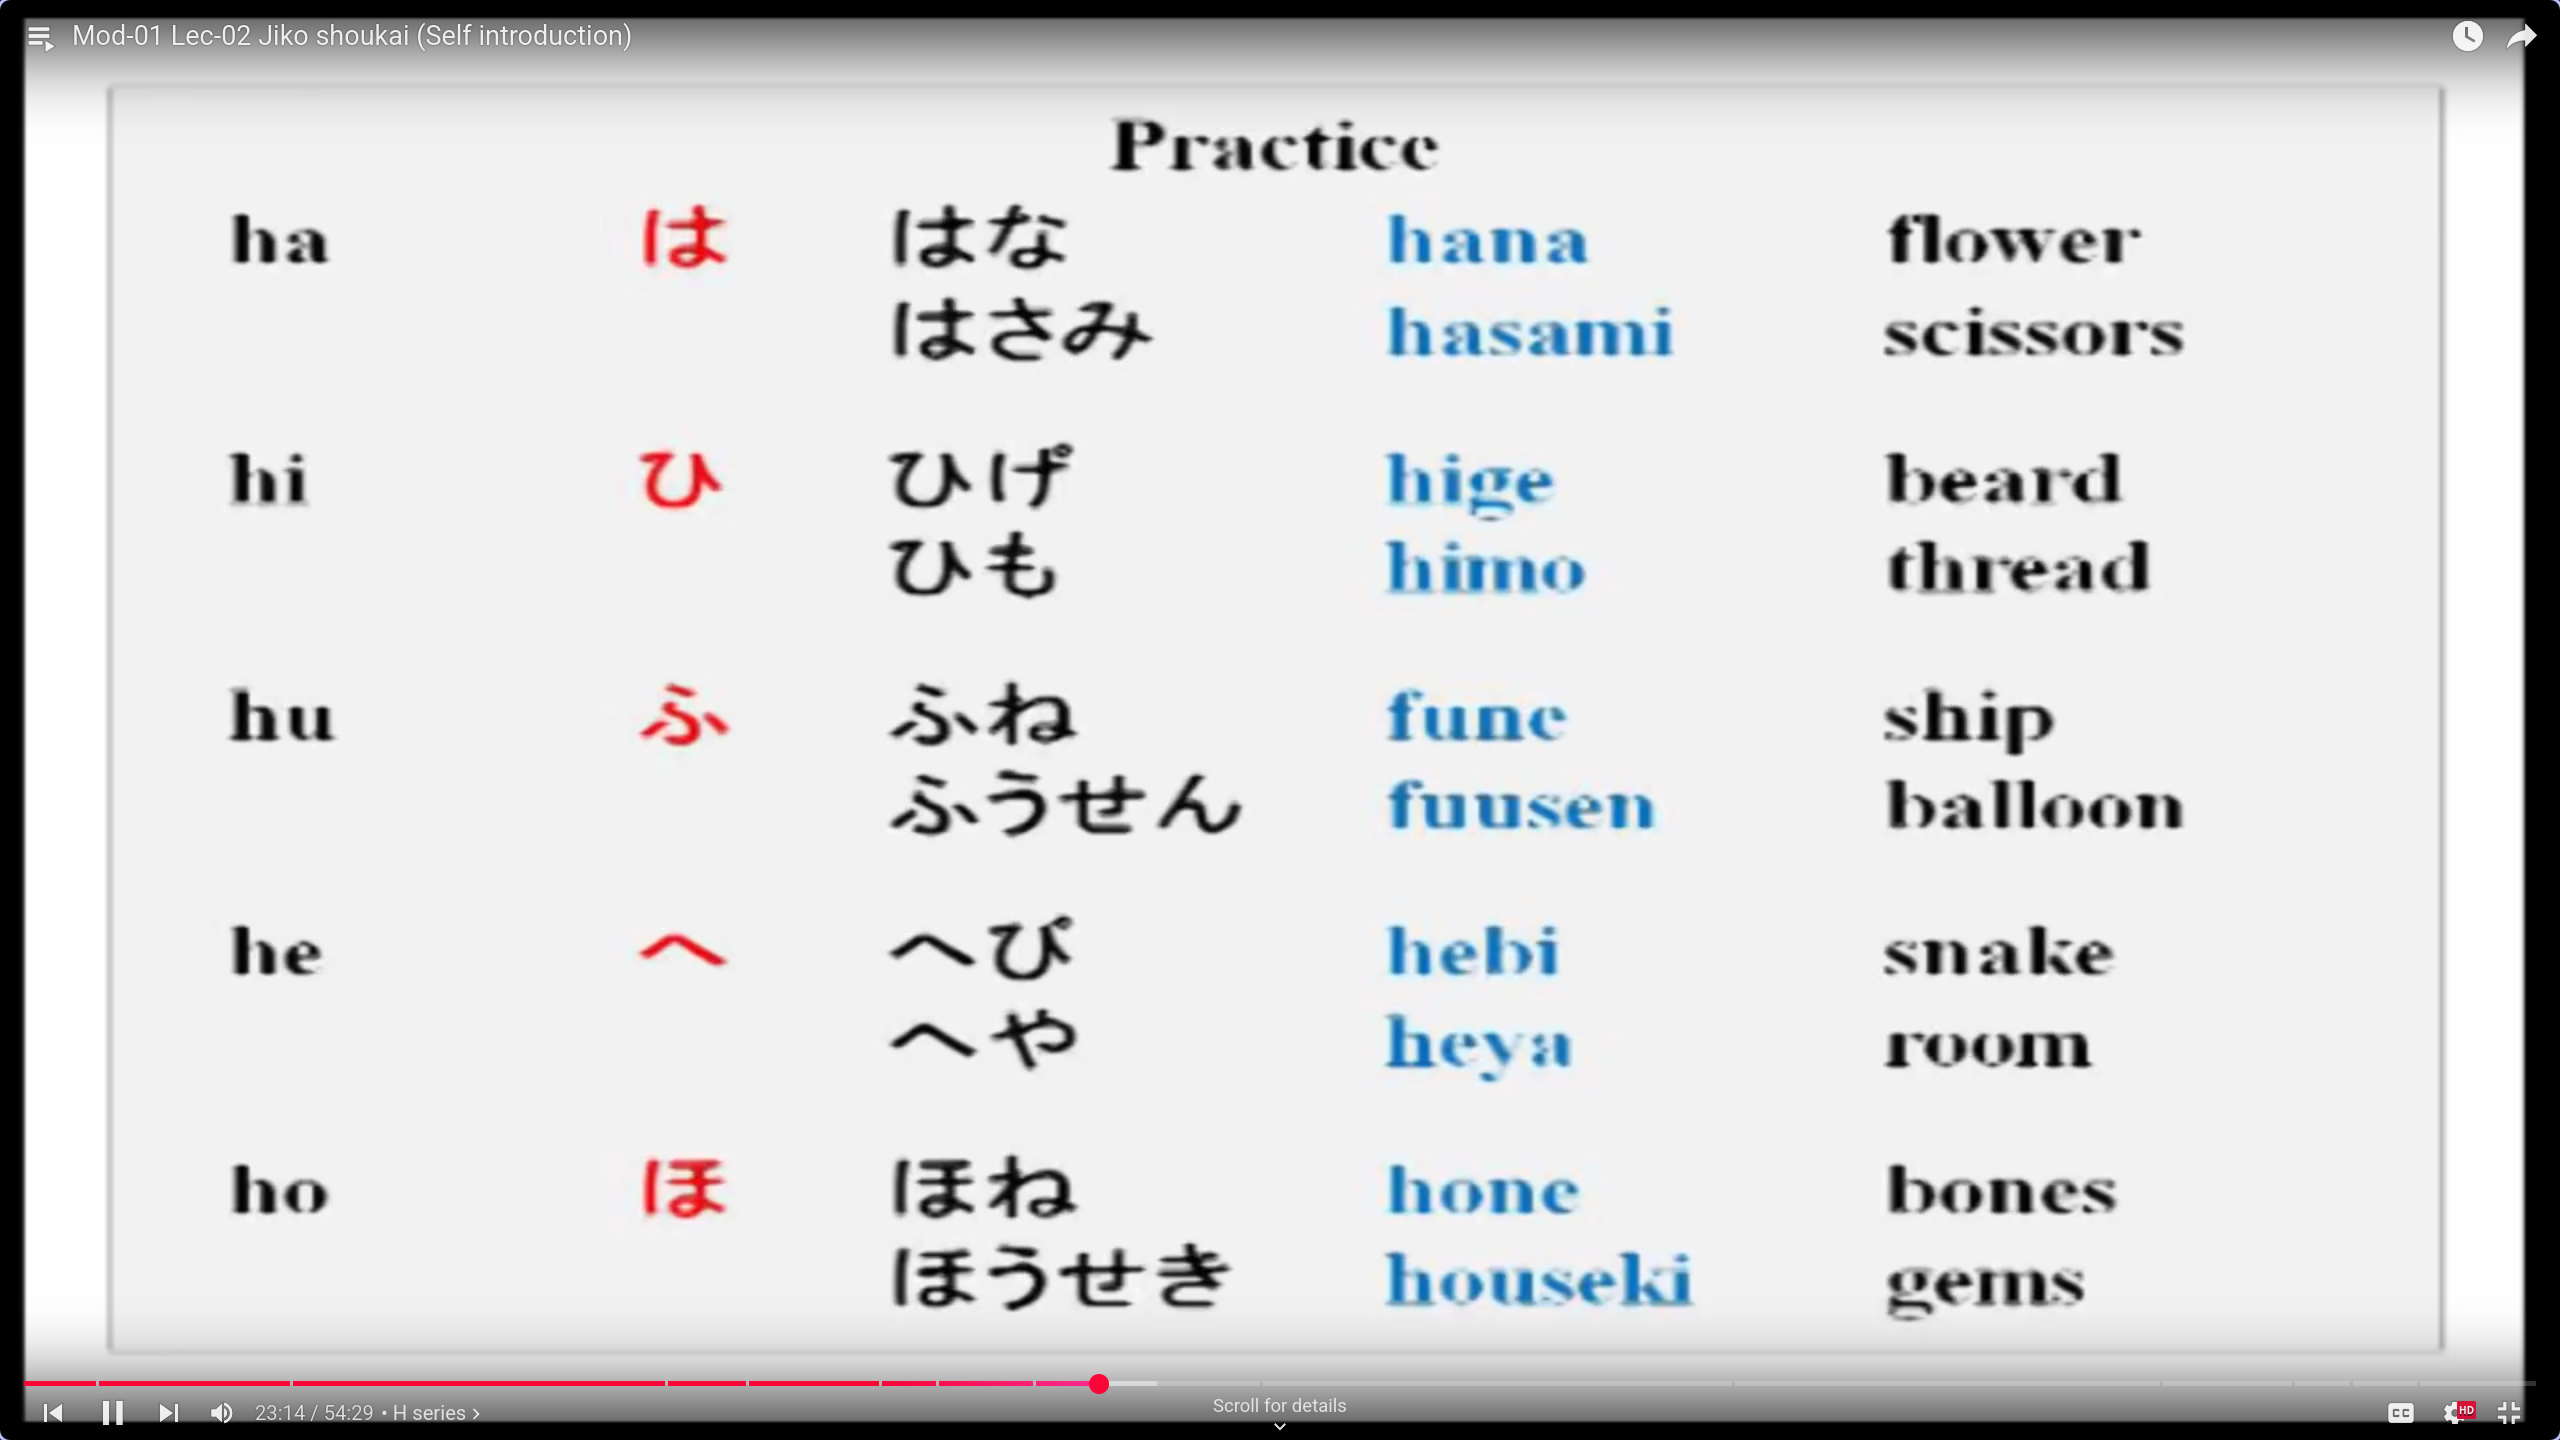 Mod-01 Lec-02 Jiko shoukai (Self introduction)
Practice
ha は はな hana flower
はさみ hasami scissors
hi ひ ひげ hige beard
ひも himo thread
hu ふ ふね fune ship
ふうせん fuusen balloon
he へ へび hebi snake
へや heya room
ho ほ ほね hone bones
ほうせき houseki gems
23:14 / 54:29 • H series ›
Scroll for details
CC
HD